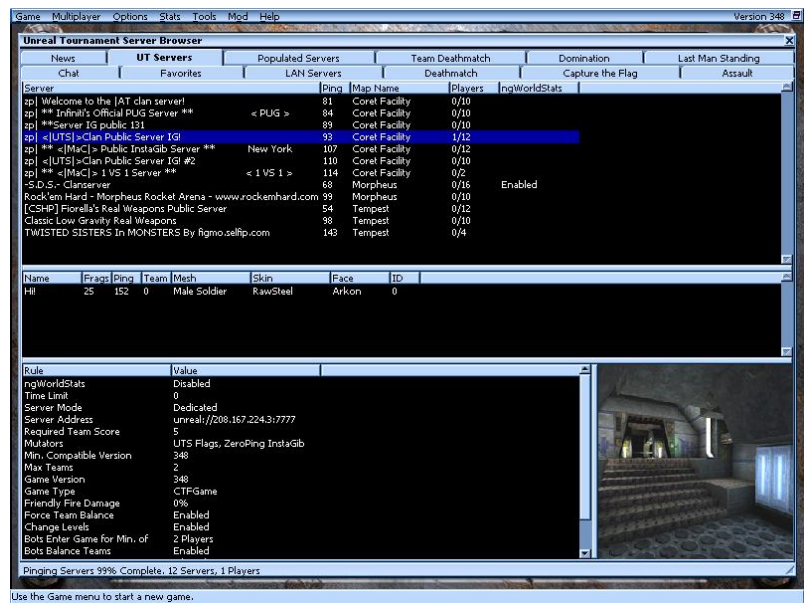 Game Multiplayer Options Stats Tools Mod Help Version 348
Unreal Tournament Server Browser
News UT Servers Populated Servers Team Deathmatch Domination Last Man Standing
Chat Favorites LAN Servers Deathmatch Capture the Flag Assault
Server Ping Map Name Players ngWorldStats
zp| Welcome to the |AT clan server! 81 Coret Facility 0/10
zp| ** Infiniti's Official PUG Server ** < PUG > 84 Coret Facility 0/10
zp| **Server IG public 131 89 Coret Facility 0/10
zp| <|UTS|>Clan Public Server IG! 93 Coret Facility 1/12
zp| ** <|MaC|> Public InstaGib Server ** New York 107 Coret Facility 0/12
zp| <|UTS|>Clan Public Server IG! #2 110 Coret Facility 0/10
zp| ** <|MaC|> 1 VS 1 Server ** < 1 VS 1 > 114 Coret Facility 0/2
-S.D.S.- Clanserver 68 Morpheus 0/16 Enabled
Rock'em Hard - Morpheus Rocket Arena - www.rockemhard.com 99 Morpheus 0/10
[CSHP] Fiorella's Real Weapons Public Server 54 Tempest 0/12
Classic Low Gravity Real Weapons 98 Tempest 0/10
TWISTED SISTERS In MONSTERS By figmo.selfip.com 143 Tempest 0/4
Name Frags Ping Team Mesh Skin Face ID
Hi! 25 152 0 Male Soldier RawSteel Arkon 0
Rule Value
ngWorldStats Disabled
Time Limit 0
Server Mode Dedicated
Server Address unreal://208.167.224.3:7777
Required Team Score 5
Mutators UTS Flags, ZeroPing InstaGib
Min. Compatible Version 348
Max Teams 2
Game Version 348
Game Type CTFGame
Friendly Fire Damage 0%
Force Team Balance Enabled
Change Levels Enabled
Bots Enter Game for Min. of 2 Players
Bots Balance Teams Enabled
Pinging Servers 99% Complete. 12 Servers, 1 Players
Use the Game menu to start a new game.